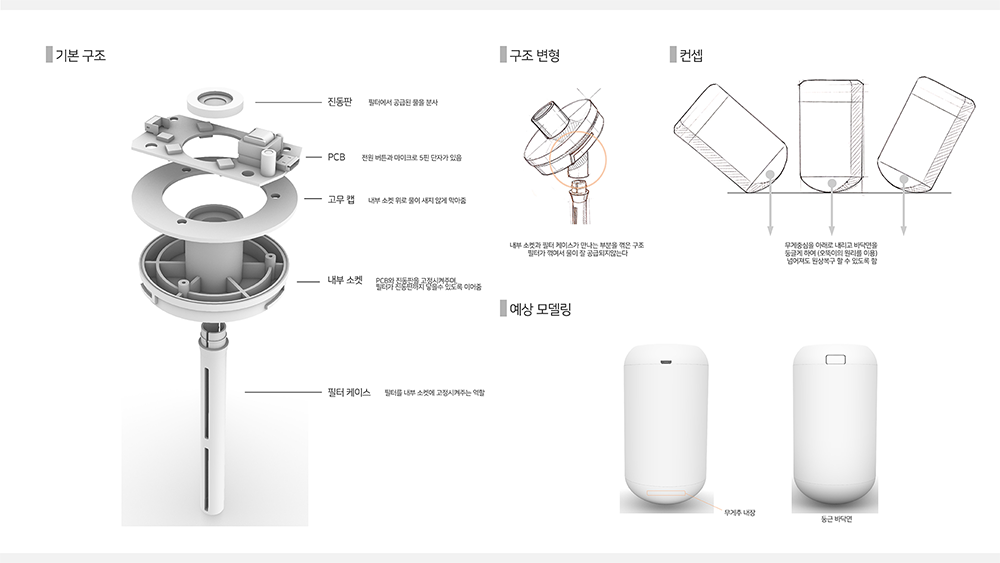 기본 구조
진동판 필터에서 공급된 물을 분사
PCB 전원 버튼과 마이크로 5핀 단자가 있음
고무 캡 내부 소켓 위로 물이 새지 않게 막아줌
내부 소켓 PCB와 진동판을 고정시켜주며
필터가 진동판까지 닿을수 있도록 이어줌
필터 케이스 필터를 내부 소켓에 고정시켜주는 역할
구조 변형
내부 소켓과 필터 케이스가 만나는 부분을 꺾은 구조
필터가 꺾여서 물이 잘 공급되지않는다
컨셉
무게중심을 아래로 내리고 바닥면을
둥글게 하여 (오뚝이의 원리를 이용)
넘어져도 원상복구 할 수 있도록 함
예상 모델링
무게추 내장
둥근 바닥면